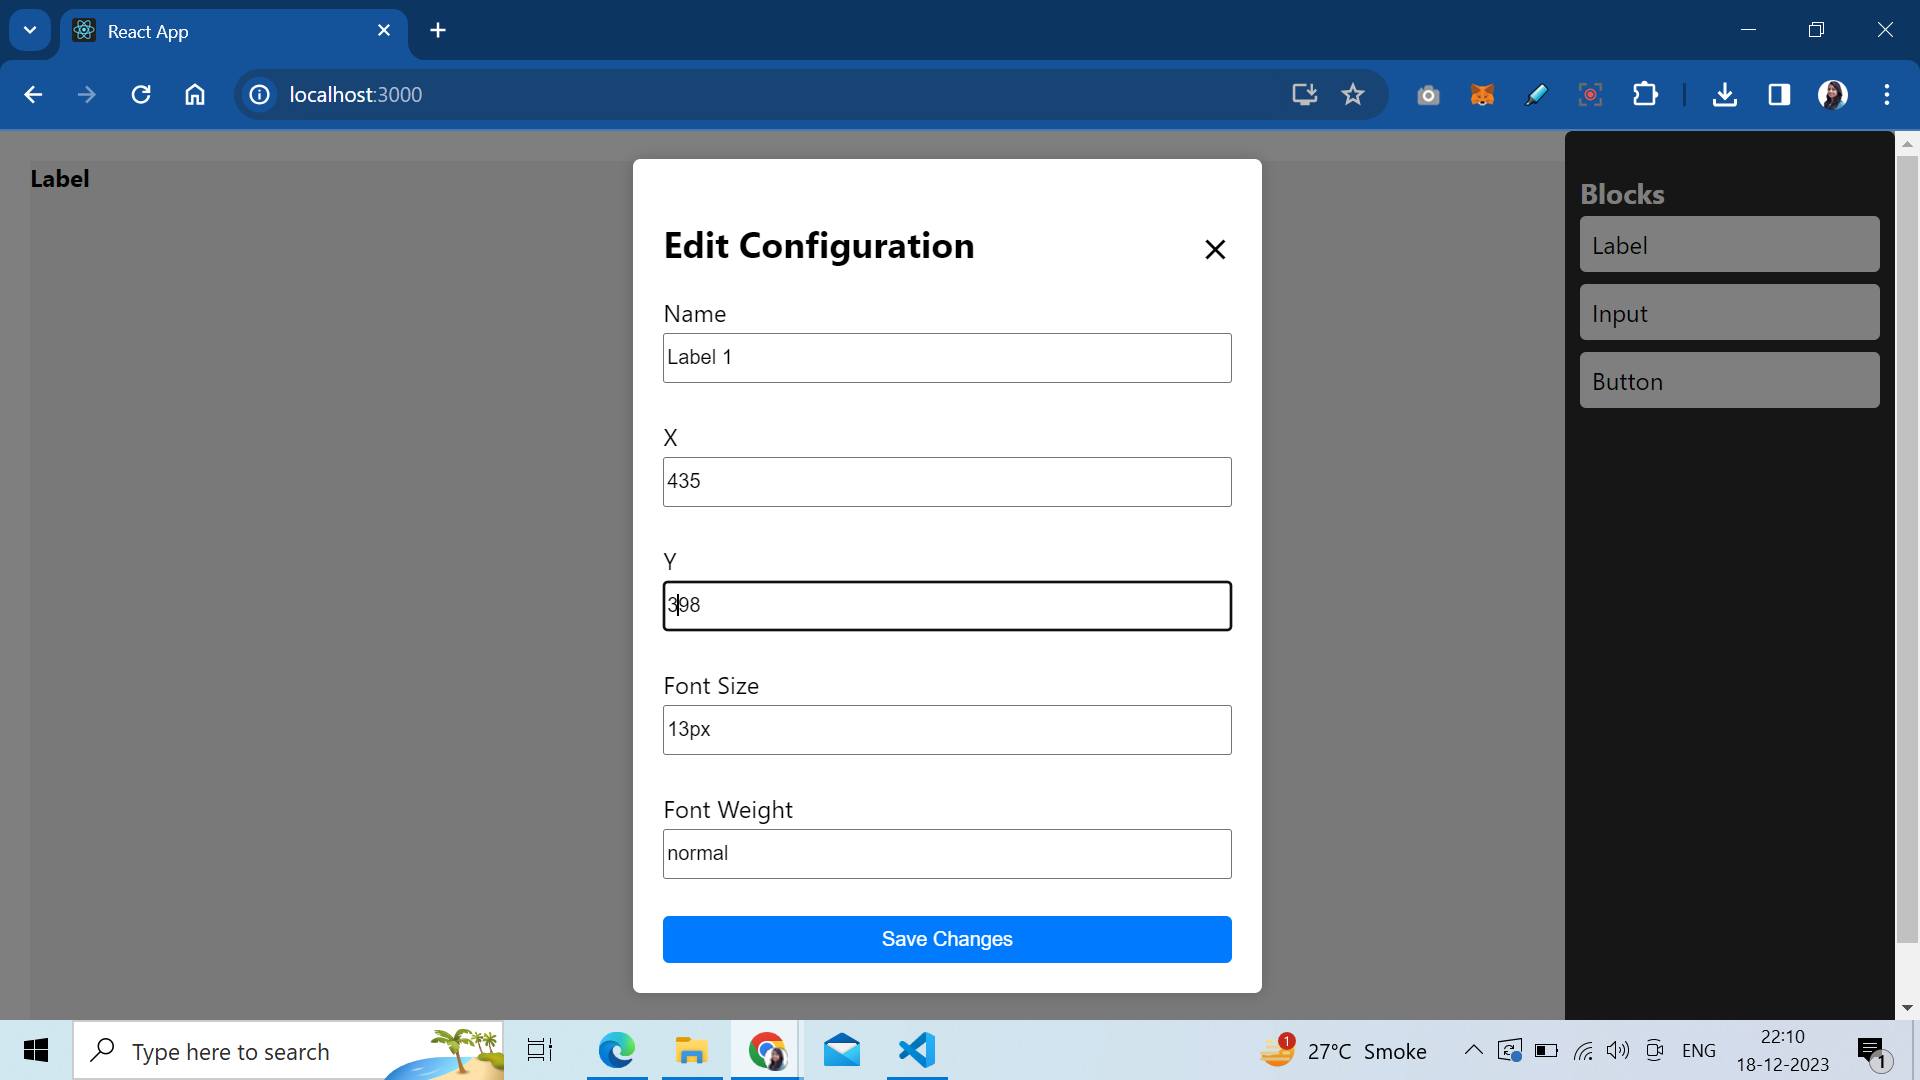 React App
localhost:3000
Label
Edit Configuration
Name
Label 1
X
435
Y
398
Font Size
13px
Font Weight
normal
Save Changes
Blocks
Label
Input
Button
Type here to search
1
27°C Smoke
ENG
22:10
18-12-2023
1